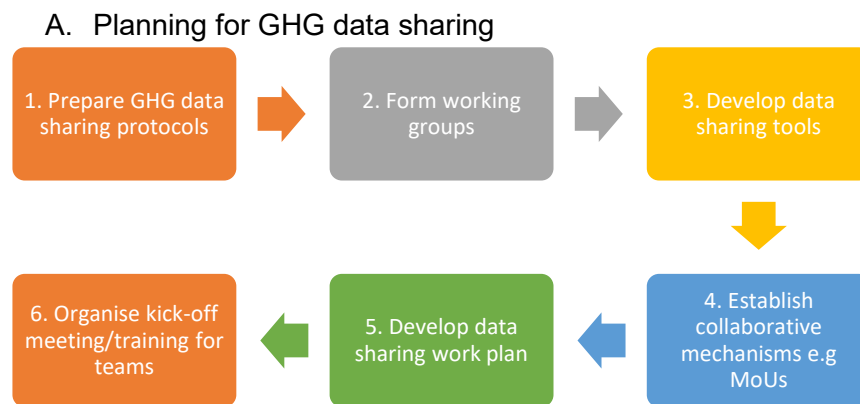 A. Planning for GHG data sharing
1. Prepare GHG data
sharing protocols
2. Form working
groups
3. Develop data
sharing tools
4. Establish
collaborative
mechanisms e.g
MoUs
5. Develop data
sharing work plan
6. Organise kick-off
meeting/training for
teams